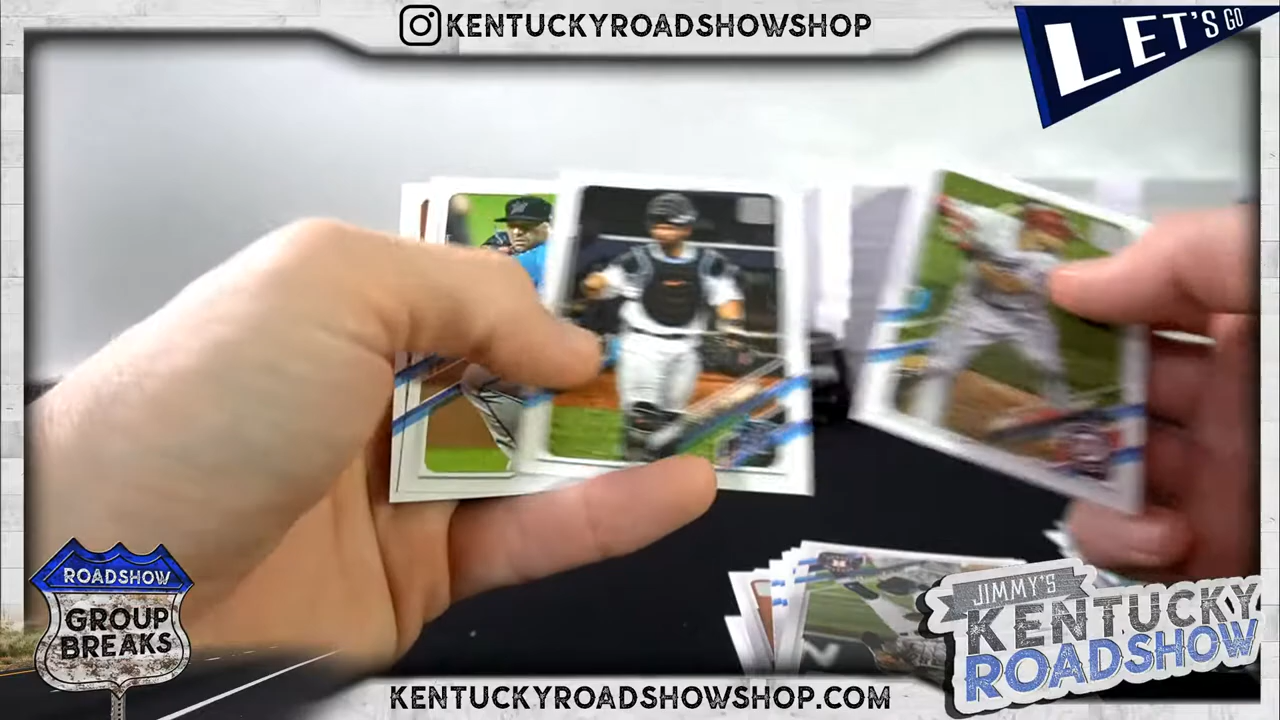 KENTUCKYROADSHOWSHOP
LET'S GO
ROADSHOW
GROUP
BREAKS
JIMMY'S
KENTUCKY
ROADSHOW
KENTUCKYROADSHOWSHOP.COM